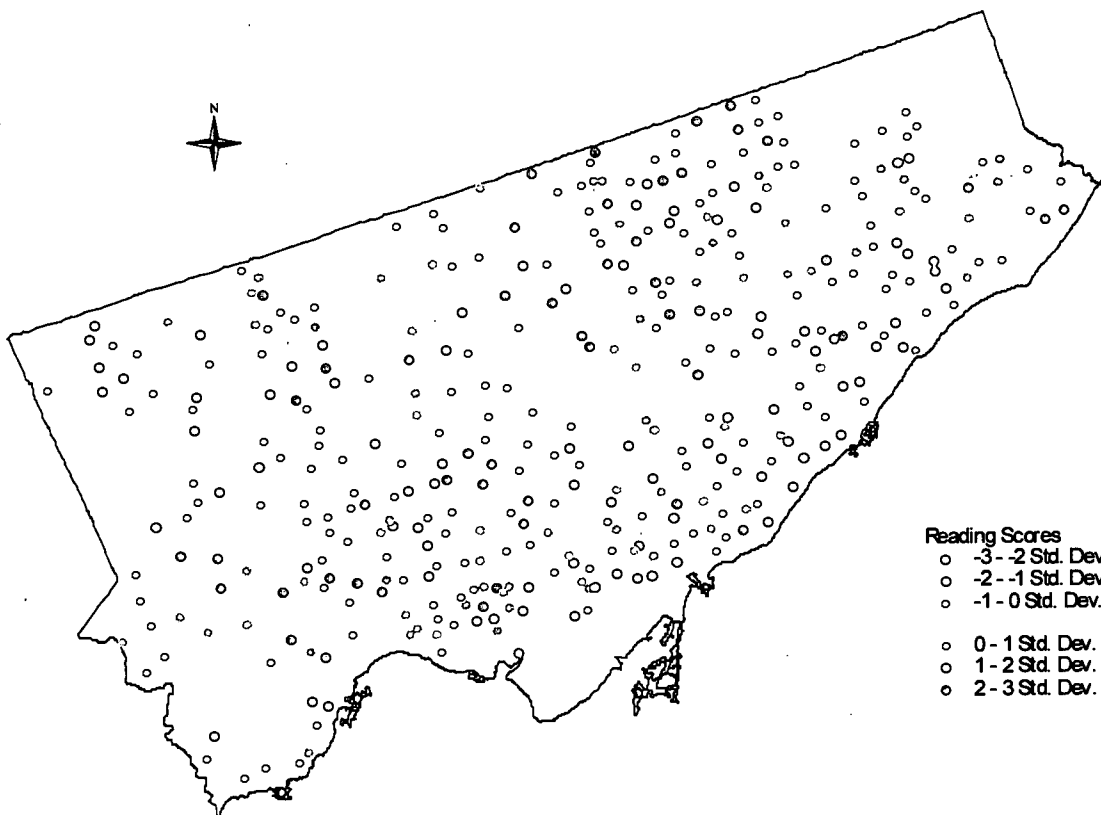 N
Reading Scores
-3 - -2 Std. Dev
-2 - -1 Std. Dev
-1 - 0 Std. Dev.
0 - 1 Std. Dev.
1 - 2 Std. Dev.
2 - 3 Std. Dev.